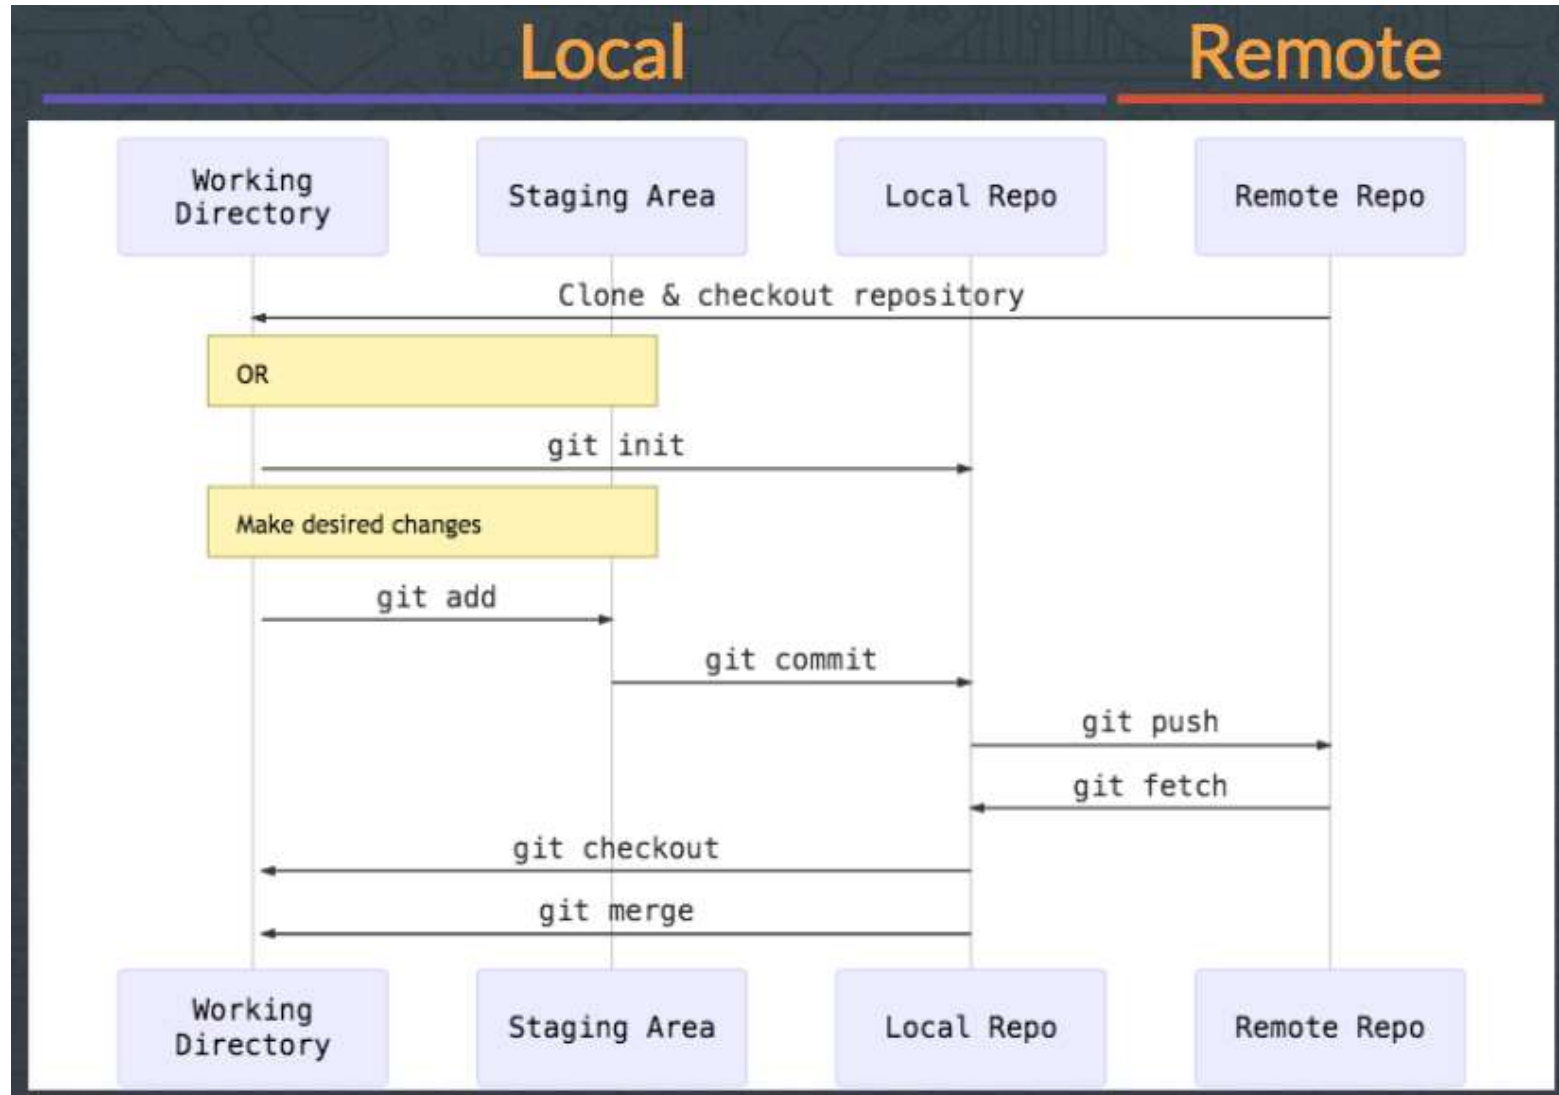 Local
Remote
Working
Directory
Staging Area
Local Repo
Remote Repo
Clone & checkout repository
OR
git init
Make desired changes
git add
git commit
git push
git fetch
git checkout
git merge
Working
Directory
Staging Area
Local Repo
Remote Repo